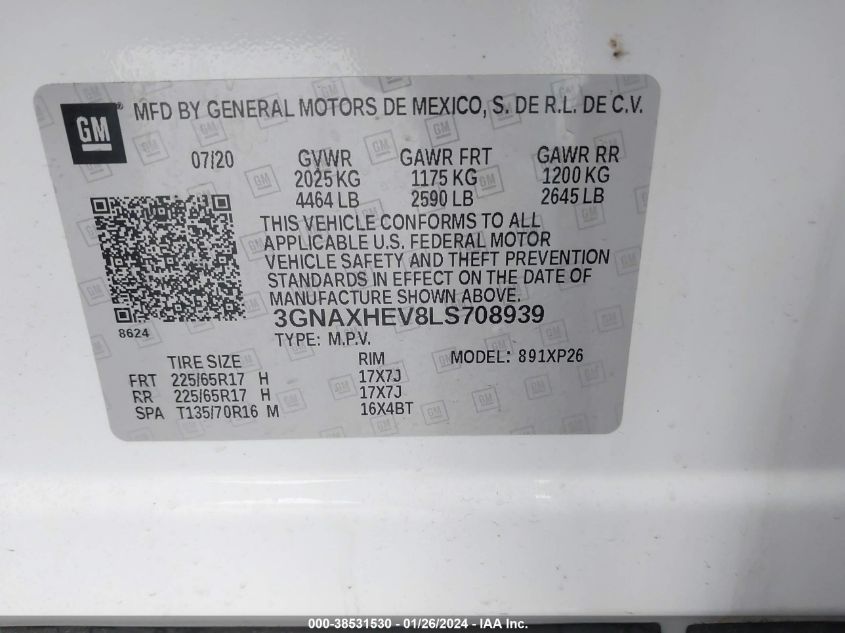 GM® MFD BY GENERAL MOTORS DE MEXICO, S. DE R.L. DE C.V.
07/20 GVWR GAWR FRT GAWR RR
2025 KG 1175 KG 1200 KG
4464 LB 2590 LB 2645 LB
THIS VEHICLE CONFORMS TO ALL
APPLICABLE U.S. FEDERAL MOTOR
VEHICLE SAFETY AND THEFT PREVENTION
STANDARDS IN EFFECT ON THE DATE OF
MANUFACTURE SHOWN ABOVE.
8624
3GNAXHEV8LS708939
TYPE: M.P.V.
TIRE SIZE RIM MODEL: 891XP26
FRT 225/65R17 H 17X7J
RR 225/65R17 H 17X7J
SPA T135/70R16 M 16X4BT
000-38531530 - 01/26/2024 - IAA Inc.